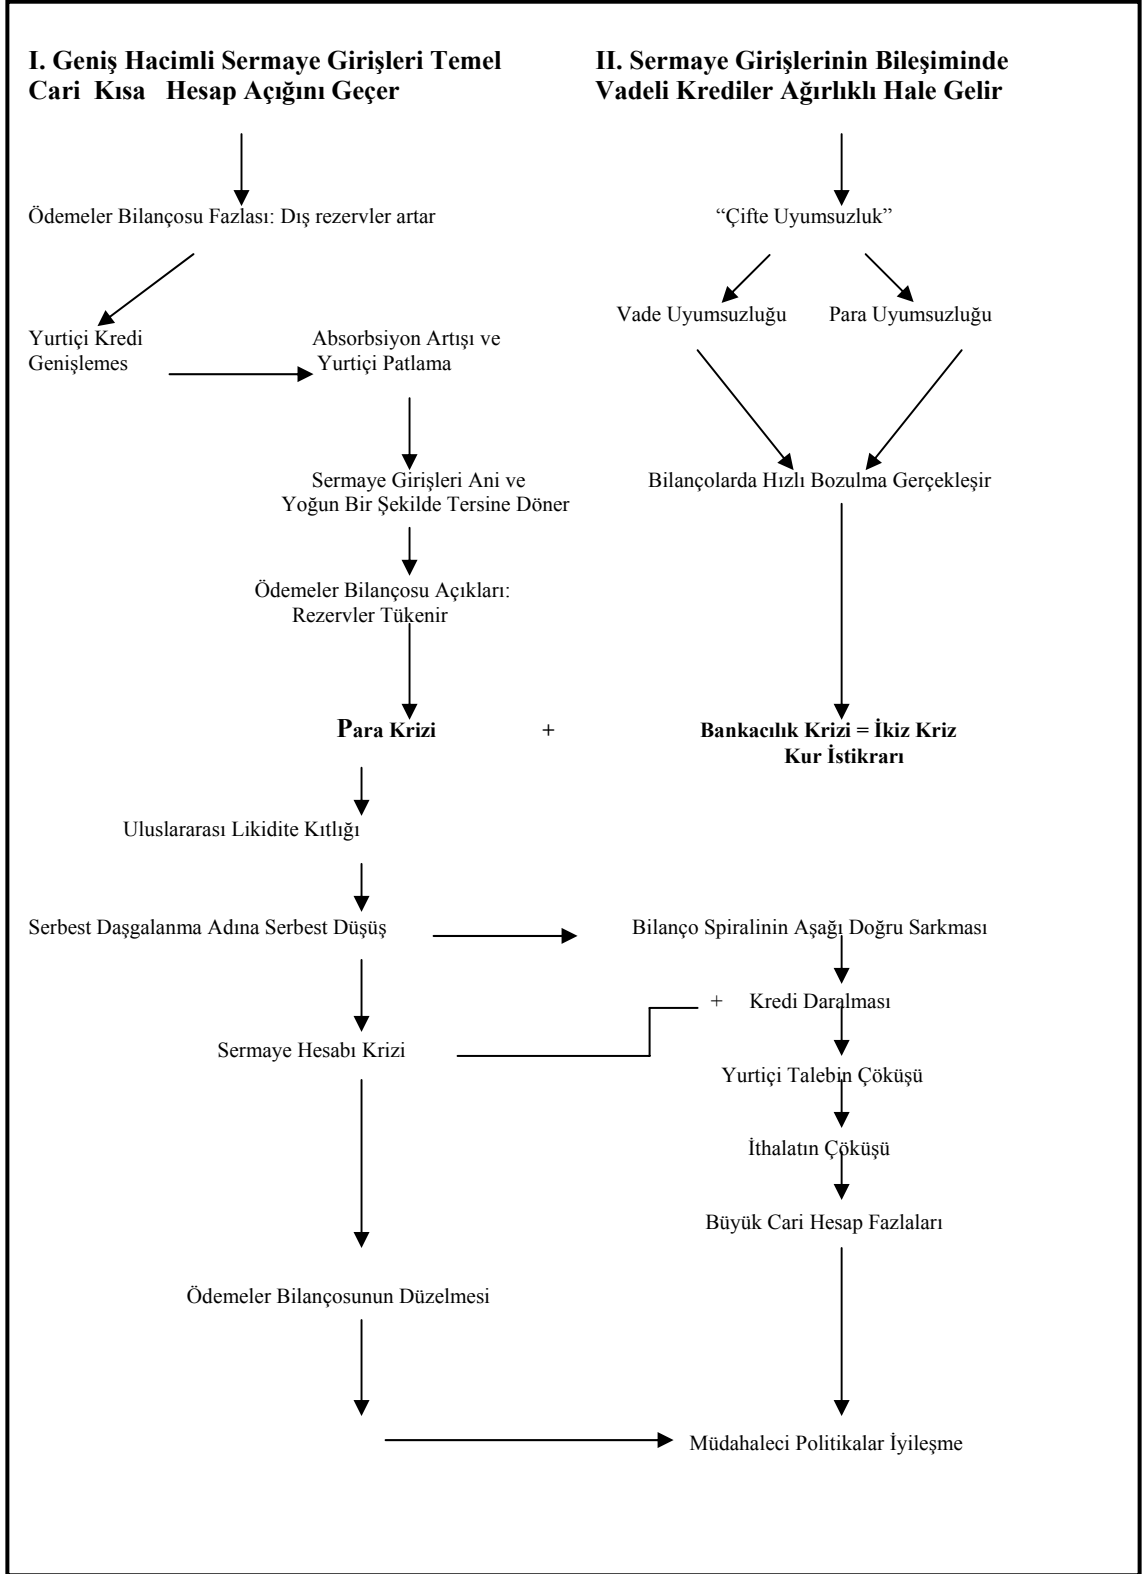 I. Geniş Hacimli Sermaye Girişleri Temel
Cari Kısa Hesap Açığını Geçer
II. Sermaye Girişlerinin Bileşiminde
Vadeli Krediler Ağırlıklı Hale Gelir
Ödemeler Bilançosu Fazlası: Dış rezervler artar
“Çifte Uyumsuzluk”
Vade Uyumsuzluğu
Para Uyumsuzluğu
Yurtiçi Kredi
Genişlemes
Absorbsiyon Artışı ve
Yurtiçi Patlama
Sermaye Girişleri Ani ve
Yoğun Bir Şekilde Tersine Döner
Bilançolarda Hızlı Bozulma Gerçekleşir
Ödemeler Bilançosu Açıkları:
Rezervler Tükenir
Para Krizi
+
Bankacılık Krizi = İkiz Kriz
Kur İstikrarı
Uluslararası Likidite Kıtlığı
Serbest Daşgalanma Adına Serbest Düşüş
Bilanço Spiralinin Aşağı Doğru Sarkması
+ Kredi Daralması
Sermaye Hesabı Krizi
Yurtiçi Talebin Çöküşü
İthalatın Çöküşü
Büyük Cari Hesap Fazlaları
Ödemeler Bilançosunun Düzelmesi
Müdahaleci Politikalar İyileşme